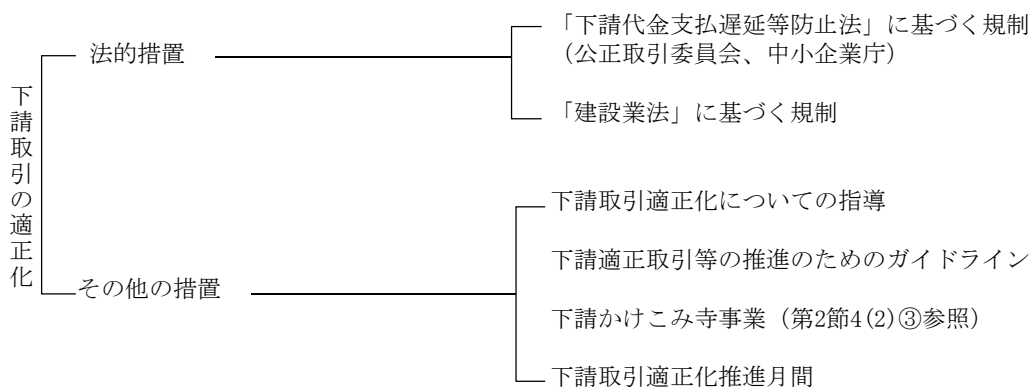 下請取引の適正化
法的措置
「下請代金支払遅延等防止法」に基づく規制
（公正取引委員会、中小企業庁）
「建設業法」に基づく規制
その他の措置
下請取引適正化についての指導
下請適正取引等の推進のためのガイドライン
下請かけこみ寺事業（第2節4(2)③参照）
下請取引適正化推進月間